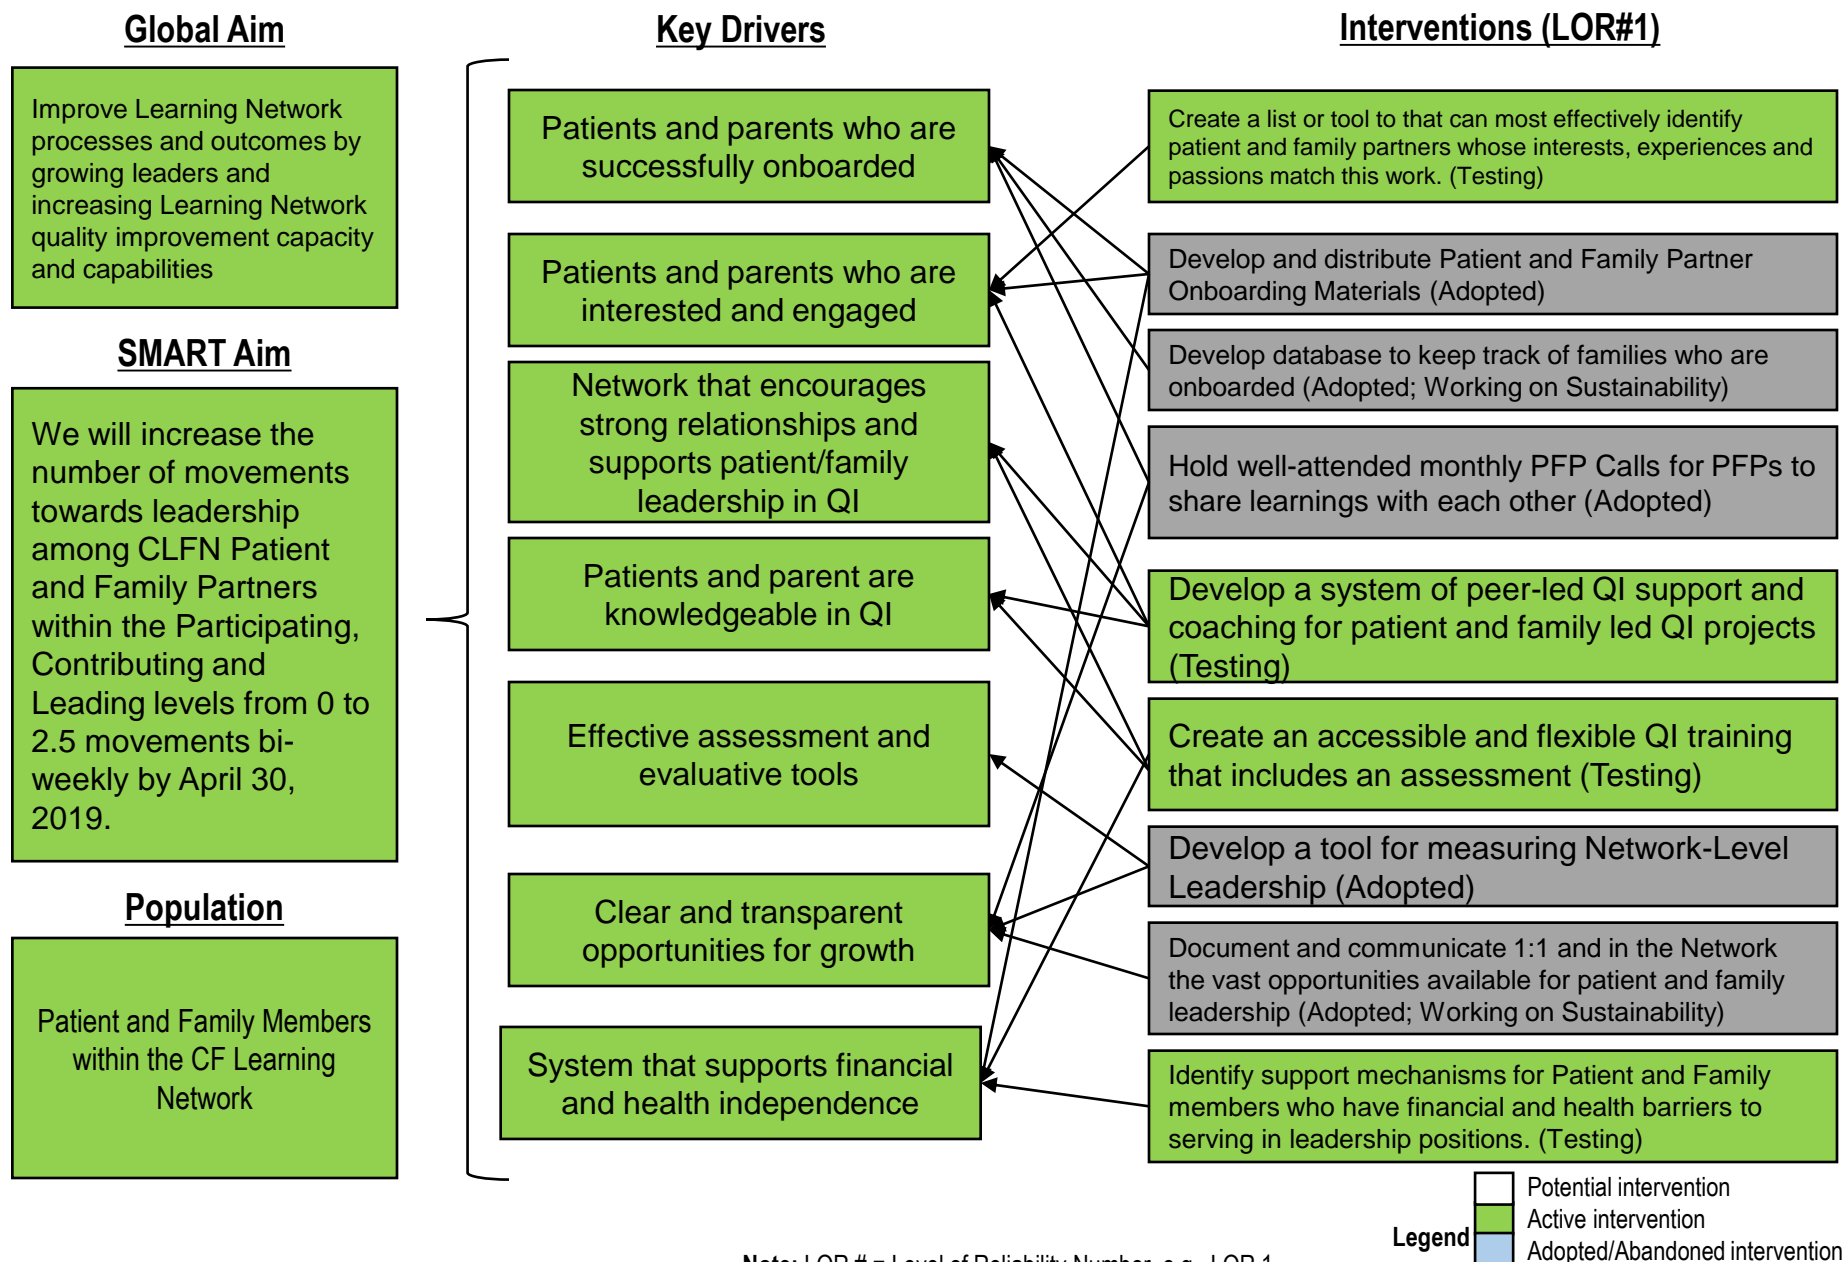 Global Aim
Improve Learning Network
processes and outcomes by
growing leaders and
increasing Learning Network
quality improvement capacity
and capabilities
SMART Aim
We will increase the
number of movements
towards leadership
among CLFN Patient
and Family Partners
within the Participating,
Contributing and
Leading levels from 0 to
2.5 movements bi-
weekly by April 30,
2019.
Population
Patient and Family Members
within the CF Learning
Network
Key Drivers
Patients and parents who are
successfully onboarded
Patients and parents who are
interested and engaged
Network that encourages
strong relationships and
supports patient/family
leadership in QI
Patients and parent are
knowledgeable in QI
Effective assessment and
evaluative tools
Clear and transparent
opportunities for growth
System that supports financial
and health independence
Interventions (LOR#1)
Create a list or tool to that can most effectively identify
patient and family partners whose interests, experiences and
passions match this work. (Testing)
Develop and distribute Patient and Family Partner
Onboarding Materials (Adopted)
Develop database to keep track of families who are
onboarded (Adopted; Working on Sustainability)
Hold well-attended monthly PFP Calls for PFPs to
share learnings with each other (Adopted)
Develop a system of peer-led QI support and
coaching for patient and family led QI projects
(Testing)
Create an accessible and flexible QI training
that includes an assessment (Testing)
Develop a tool for measuring Network-Level
Leadership (Adopted)
Document and communicate 1:1 and in the Network
the vast opportunities available for patient and family
leadership (Adopted; Working on Sustainability)
Identify support mechanisms for Patient and Family
members who have financial and health barriers to
serving in leadership positions. (Testing)
Legend
Potential intervention
Active intervention
Adopted/Abandoned intervention
Note: LOR # = Level of Reliability Number, e.g., LOR 1